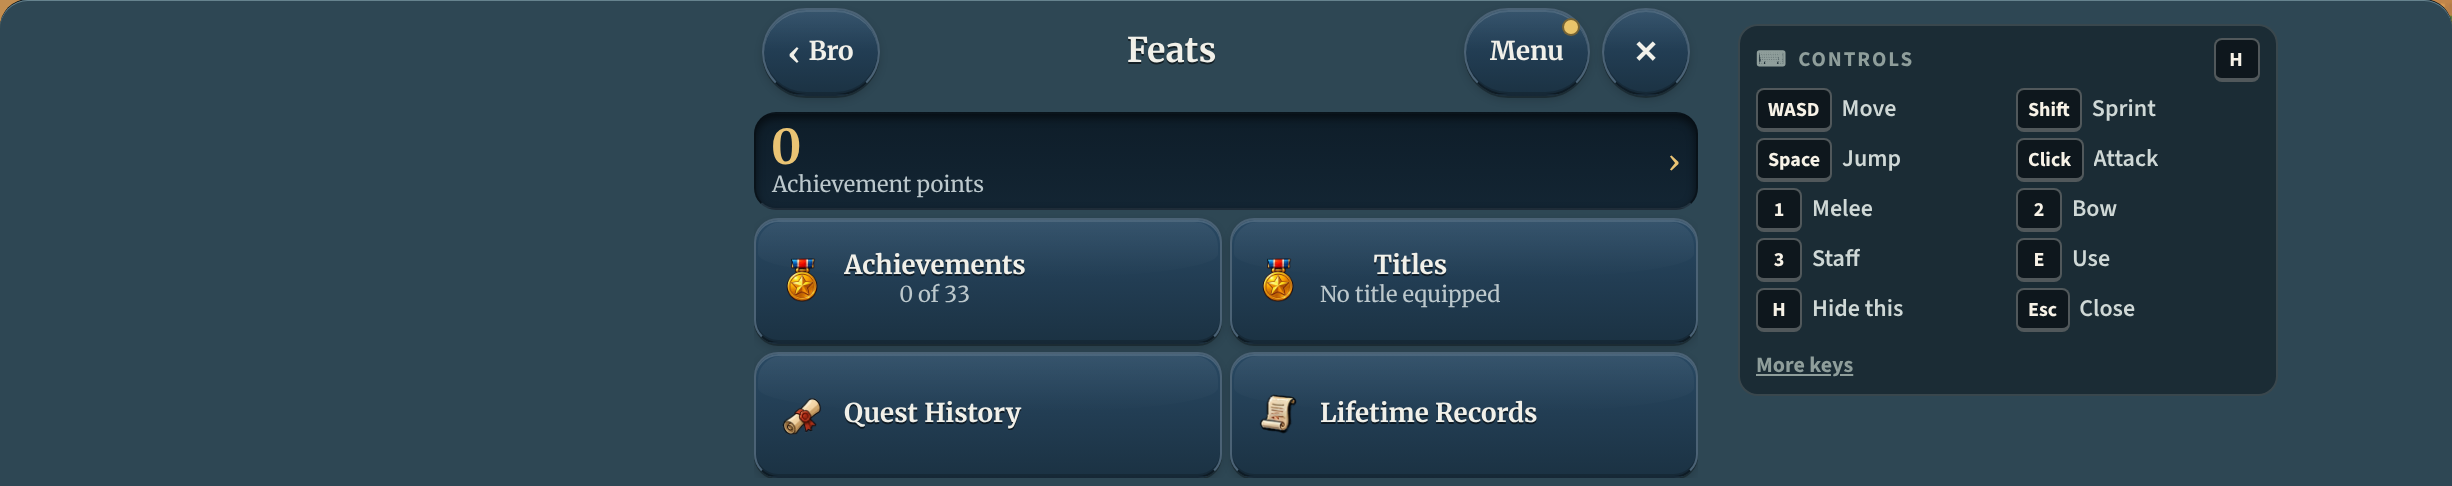 ‹ Bro
Feats
Menu
×
0
Achievement points
›
Achievements
0 of 33
Titles
No title equipped
Quest History
Lifetime Records
CONTROLS
H
WASD Move
Shift Sprint
Space Jump
Click Attack
1 Melee
2 Bow
3 Staff
E Use
H Hide this
Esc Close
More keys